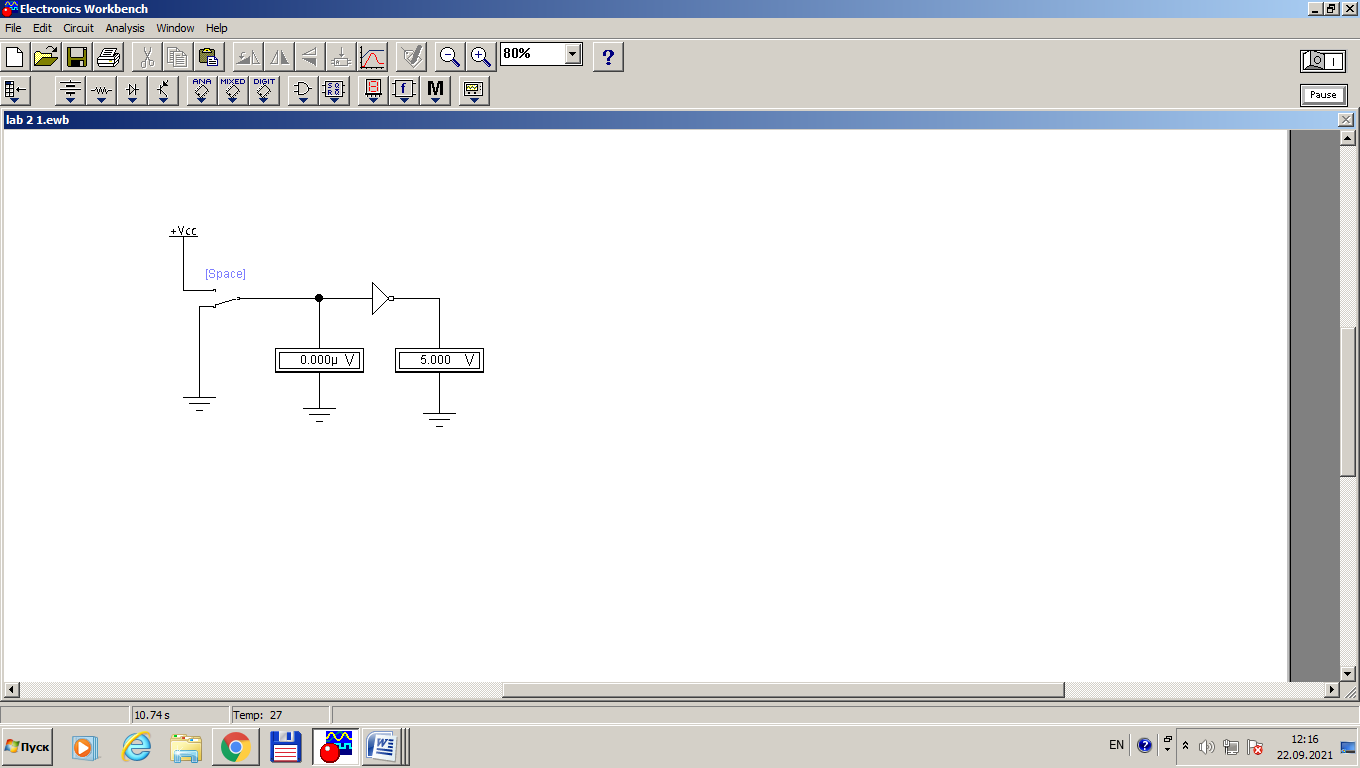 Electronics Workbench
File Edit Circuit Analysis Window Help
80% ?
I
ANA MIXED DIGIT
f M
Pause
lab 2 1.ewb
+Vcc
[Space]
0.000µ V 5.000 V
10.74 s Temp: 27
Пуск EN ? 12:16
22.09.2021